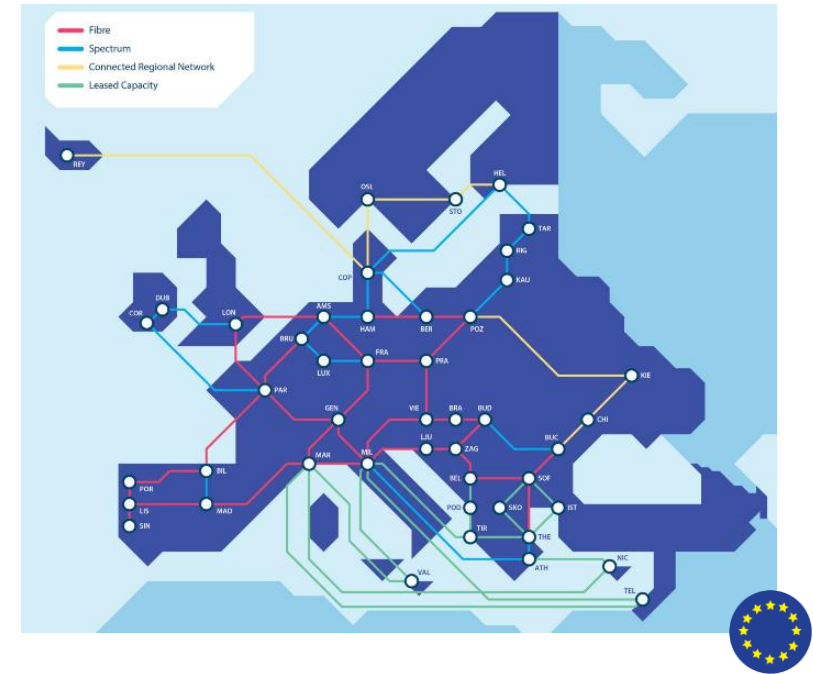 Fibre
Spectrum
Connected Regional Network
Leased Capacity
REY
OSL
HEL
STO
TAR
RIG
COP
KAU
DUB
COR
LON
AMS
HAM
BER
POZ
BRU
FRA
PRA
LUX
KIE
PAR
GEN
VIE
BRA
BUD
CHI
LJU
ZAG
BUC
MAR
MIL
BIL
BEL
SOF
POR
LIS
MAD
POD
SKO
IST
SIN
TIR
THE
ATH
NIC
VAL
TEL